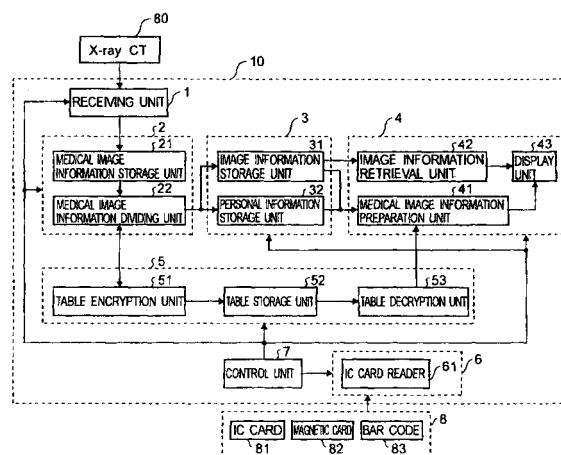 80
X-ray CT
10
RECEIVING UNIT
1
2
21
MEDICAL IMAGE
INFORMATION STORAGE UNIT
22
MEDICAL IMAGE
INFORMATION DIVIDING UNIT
3
31
IMAGE INFORMATION
STORAGE UNIT
32
PERSONAL INFORMATION
STORAGE UNIT
4
42
IMAGE INFORMATION
RETRIEVAL UNIT
43
DISPLAY
UNIT
41
MEDICAL IMAGE INFORMATION
PREPARATION UNIT
5
51
TABLE ENCRYPTION UNIT
52
TABLE STORAGE UNIT
53
TABLE DECRYPTION UNIT
7
CONTROL UNIT
IC CARD READER
61
6
8
IC CARD
81
MAGNETIC CARD
82
BAR CODE
83